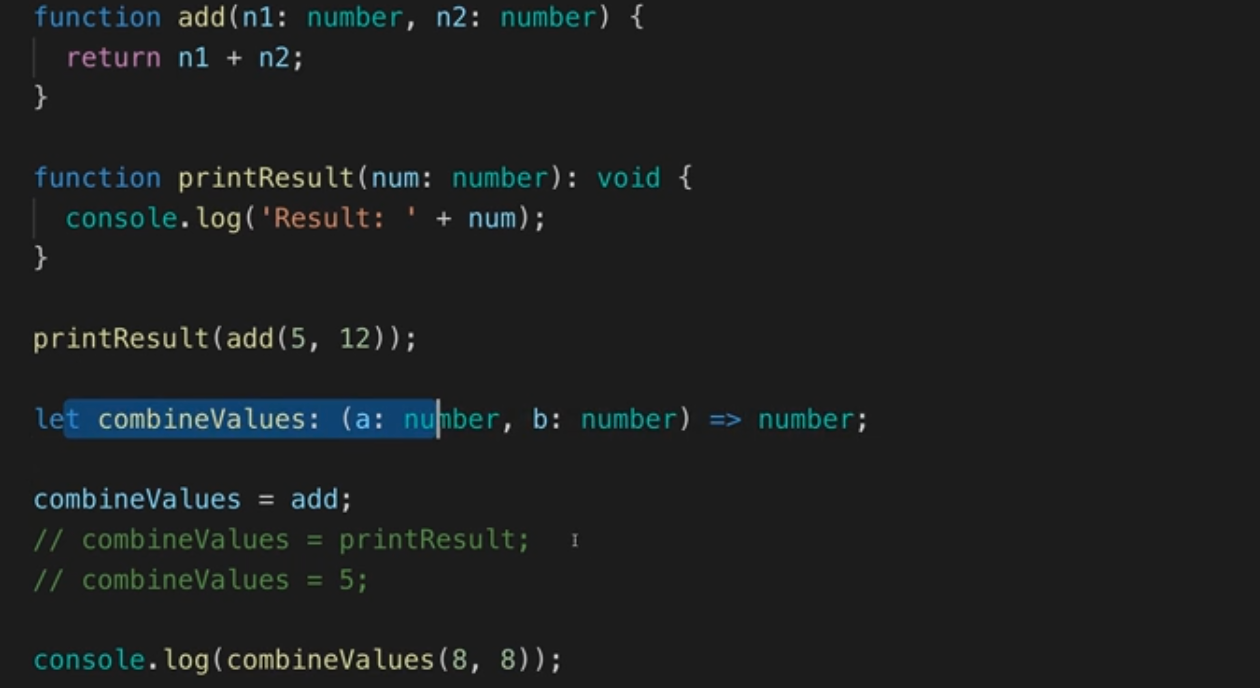 function add(n1: number, n2: number) {
  return n1 + n2;
}
function printResult(num: number): void {
  console.log('Result: ' + num);
}
printResult(add(5, 12));
let combineValues: (a: number, b: number) => number;
combineValues = add;
// combineValues = printResult;
// combineValues = 5;
console.log(combineValues(8, 8));